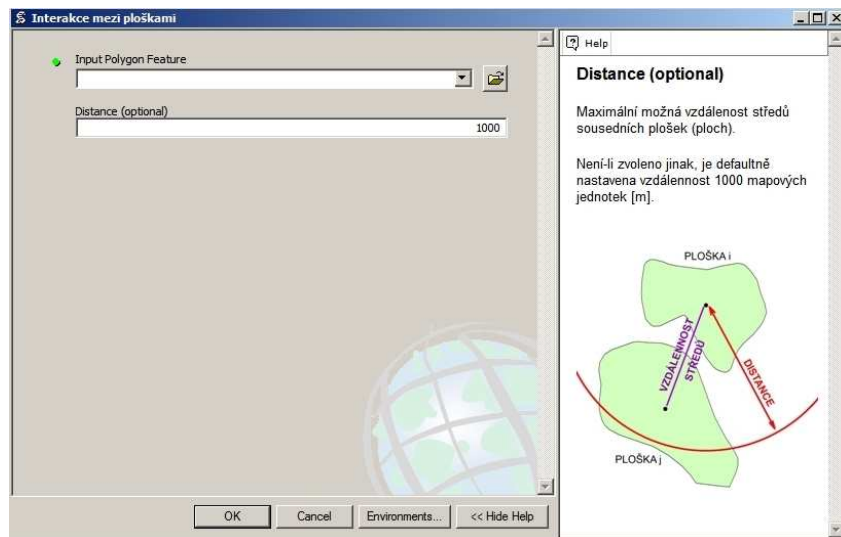 Interakce mezi ploškami
Input Polygon Feature
Distance (optional)
1000
OK
Cancel
Environments...
<< Hide Help
Help
Distance (optional)
Maximální možná vzdálenost středů
sousedních plošek (ploch).
Není-li zvoleno jinak, je defaultně
nastavena vzdálennost 1000 mapových
jednotek [m].
PLOŠKA i
VZDÁLENNOST
STŘEDŮ
DISTANCE
PLOŠKA j